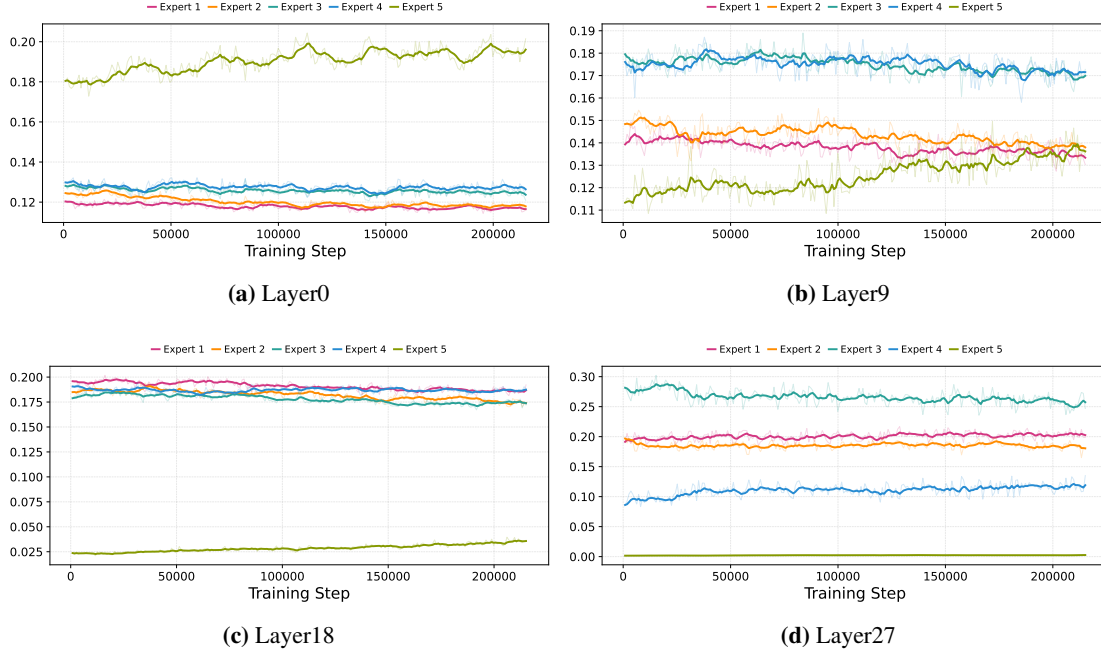 Expert 1 Expert 2 Expert 3 Expert 4 Expert 5
0.20
0.18
0.16
0.14
0.12
0 50000 100000 150000 200000
Training Step
(a) Layer0
Expert 1 Expert 2 Expert 3 Expert 4 Expert 5
0.19
0.18
0.17
0.16
0.15
0.14
0.13
0.12
0.11
0 50000 100000 150000 200000
Training Step
(b) Layer9
Expert 1 Expert 2 Expert 3 Expert 4 Expert 5
0.200
0.175
0.150
0.125
0.100
0.075
0.050
0.025
0 50000 100000 150000 200000
Training Step
(c) Layer18
Expert 1 Expert 2 Expert 3 Expert 4 Expert 5
0.30
0.25
0.20
0.15
0.10
0.05
0.00
0 50000 100000 150000 200000
Training Step
(d) Layer27